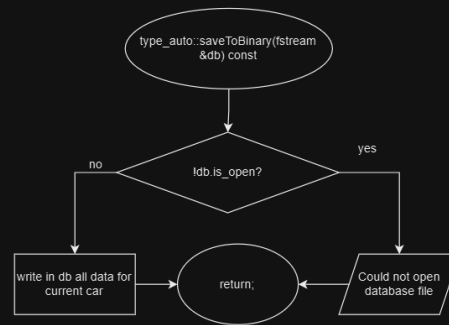 type_auto::saveToBinary(fstream
&db) const
!db.is_open?
no
yes
write in db all data for
current car
return;
Could not open
database file